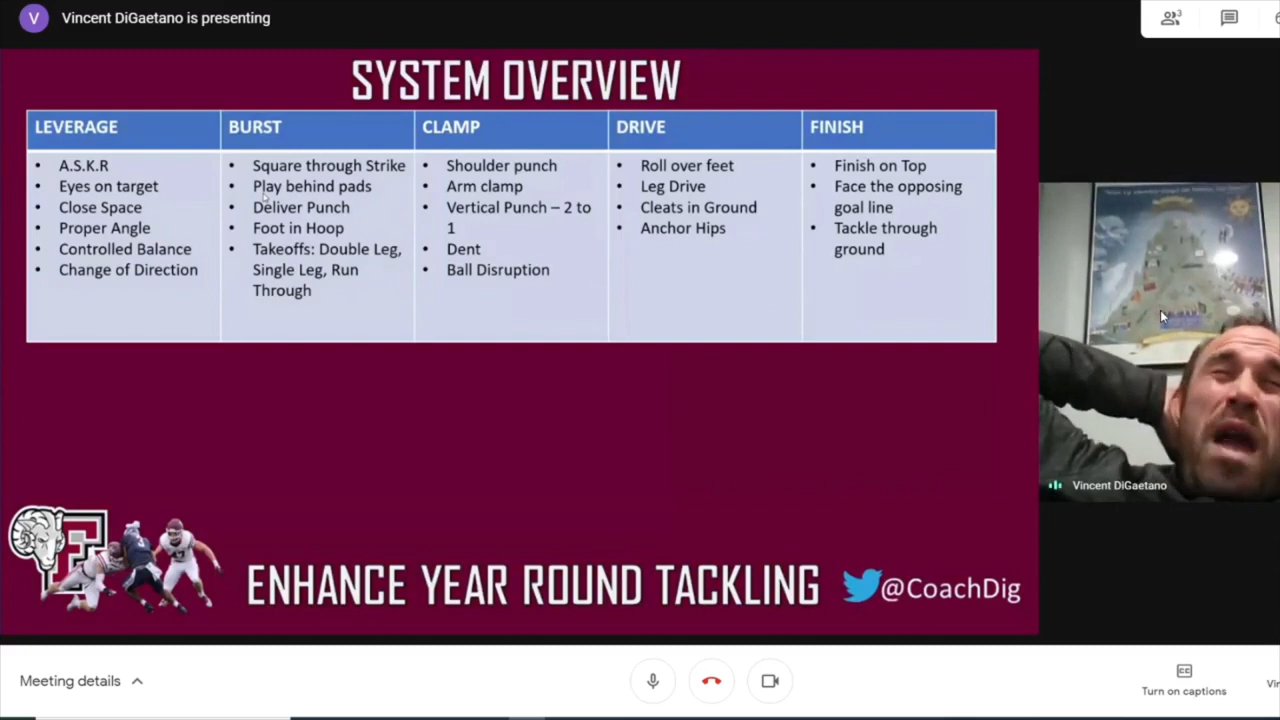 V
Vincent DiGaetano is presenting
3
SYSTEM OVERVIEW
LEVERAGE
A.S.K.R
Eyes on target
Close Space
Proper Angle
Controlled Balance
Change of Direction
BURST
Square through Strike
Play behind pads
Deliver Punch
Foot in Hoop
Takeoffs: Double Leg,
Single Leg, Run
Through
CLAMP
Shoulder punch
Arm clamp
Vertical Punch – 2 to
1
Dent
Ball Disruption
DRIVE
Roll over feet
Leg Drive
Cleats in Ground
Anchor Hips
FINISH
Finish on Top
Face the opposing
goal line
Tackle through
ground
Vincent DiGaetano
F
ENHANCE YEAR ROUND TACKLING
@CoachDig
Meeting details
CC
Turn on captions